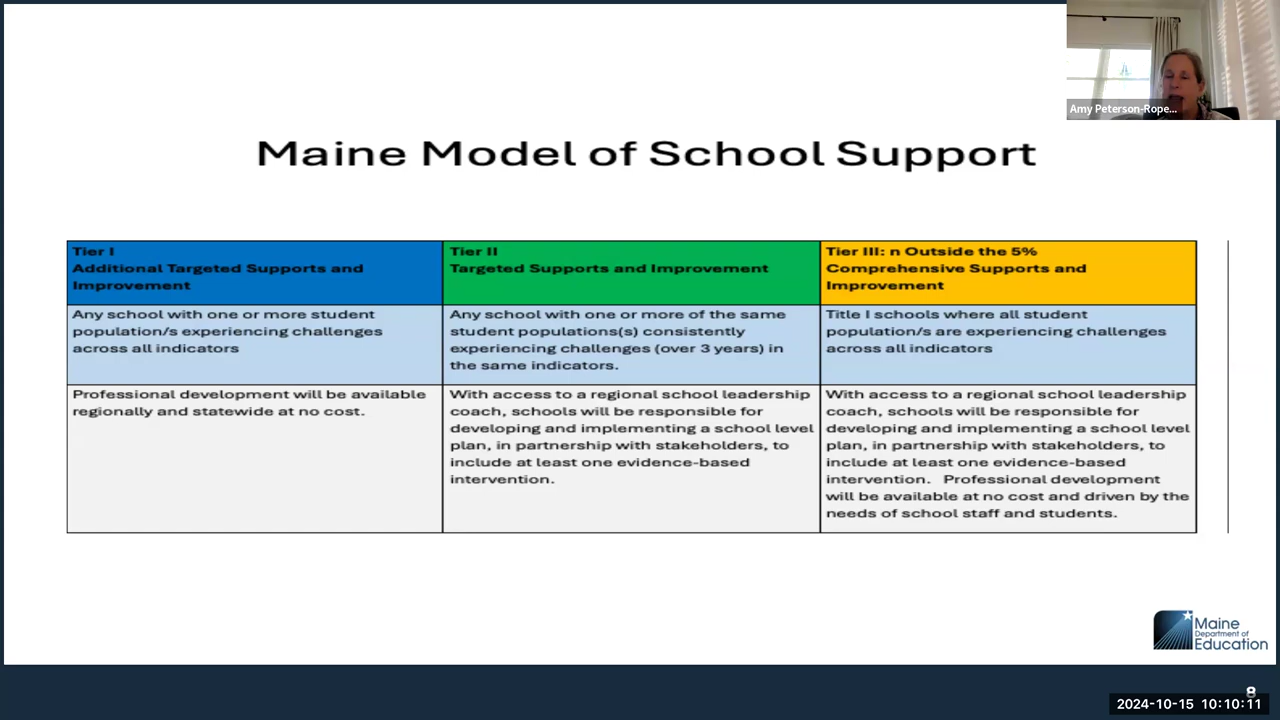 Amy Peterson-Rope...
Maine Model of School Support
Tier I
Additional Targeted Supports and
Improvement
Tier II
Targeted Supports and Improvement
Tier III: n Outside the 5%
Comprehensive Supports and
Improvement
Any school with one or more student
population/s experiencing challenges
across all indicators
Any school with one or more of the same
student populations(s) consistently
experiencing challenges (over 3 years) in
the same indicators.
Title I schools where all student
population/s are experiencing challenges
across all indicators
Professional development will be available
regionally and statewide at no cost.
With access to a regional school leadership
coach, schools will be responsible for
developing and implementing a school level
plan, in partnership with stakeholders, to
include at least one evidence-based
intervention.
With access to a regional school leadership
coach, schools will be responsible for
developing and implementing a school level
plan, in partnership with stakeholders, to
include at least one evidence-based
intervention. Professional development
will be available at no cost and driven by the
needs of school staff and students.
Maine
Department of
Education
8
2024-10-15 10:10:11